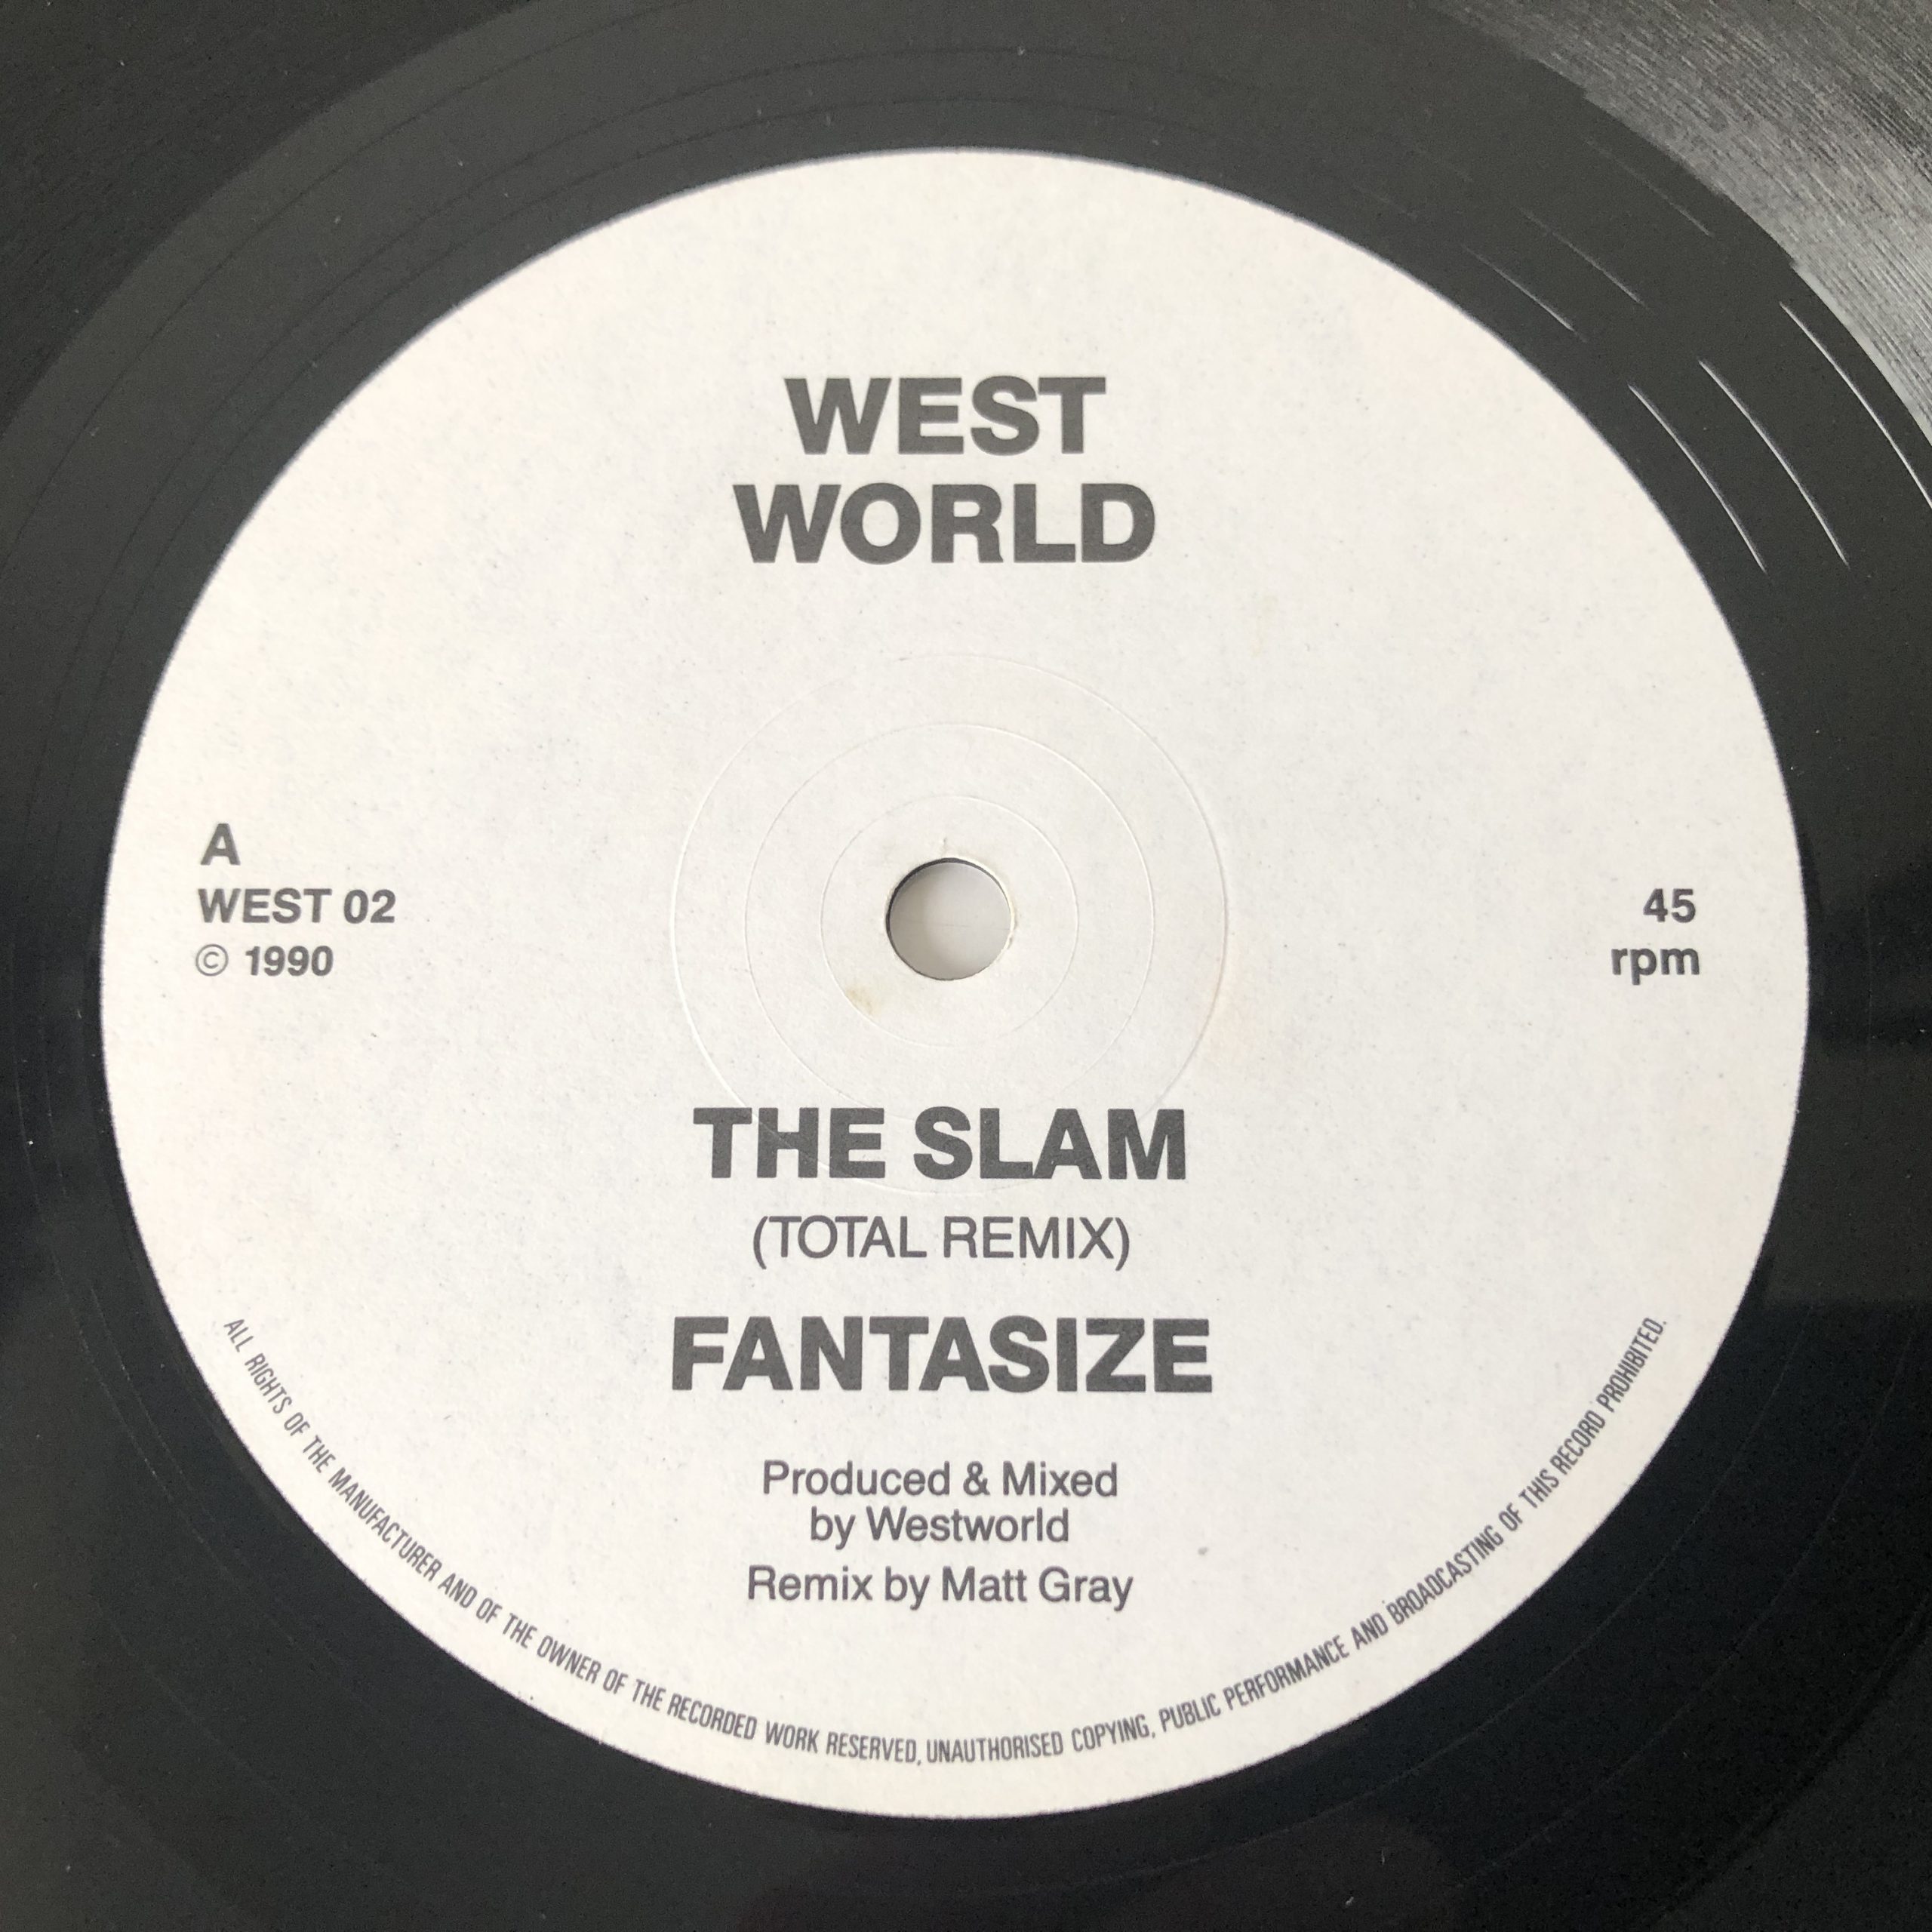 WEST
WORLD
A
WEST 02
© 1990
45
rpm
THE SLAM
(TOTAL REMIX)
FANTASIZE
Produced & Mixed
by Westworld
Remix by Matt Gray
ALL RIGHTS OF THE MANUFACTURER AND OF THE OWNER OF THE RECORDED WORK RESERVED, UNAUTHORISED COPYING, PUBLIC PERFORMANCE AND BROADCASTING OF THIS RECORD PROHIBITED.